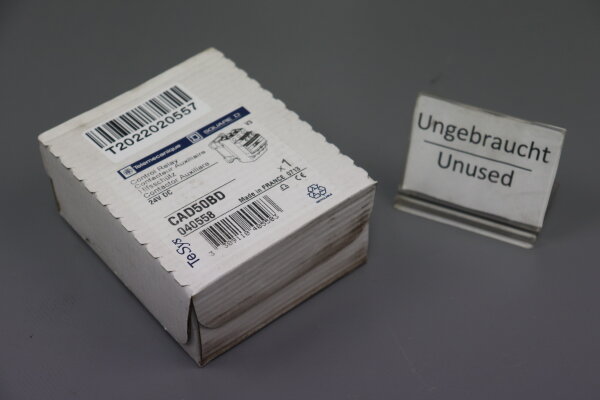 T2022020557
Telemecanique
SQUARE D
Control Relay
Contacteur Auxiliaire
Hilfsschütz
Contactor Auxiliare
24V DC
x1
CAD50BD
040558
Made in FRANCE
CE
TeSys
Ungebraucht
Unused